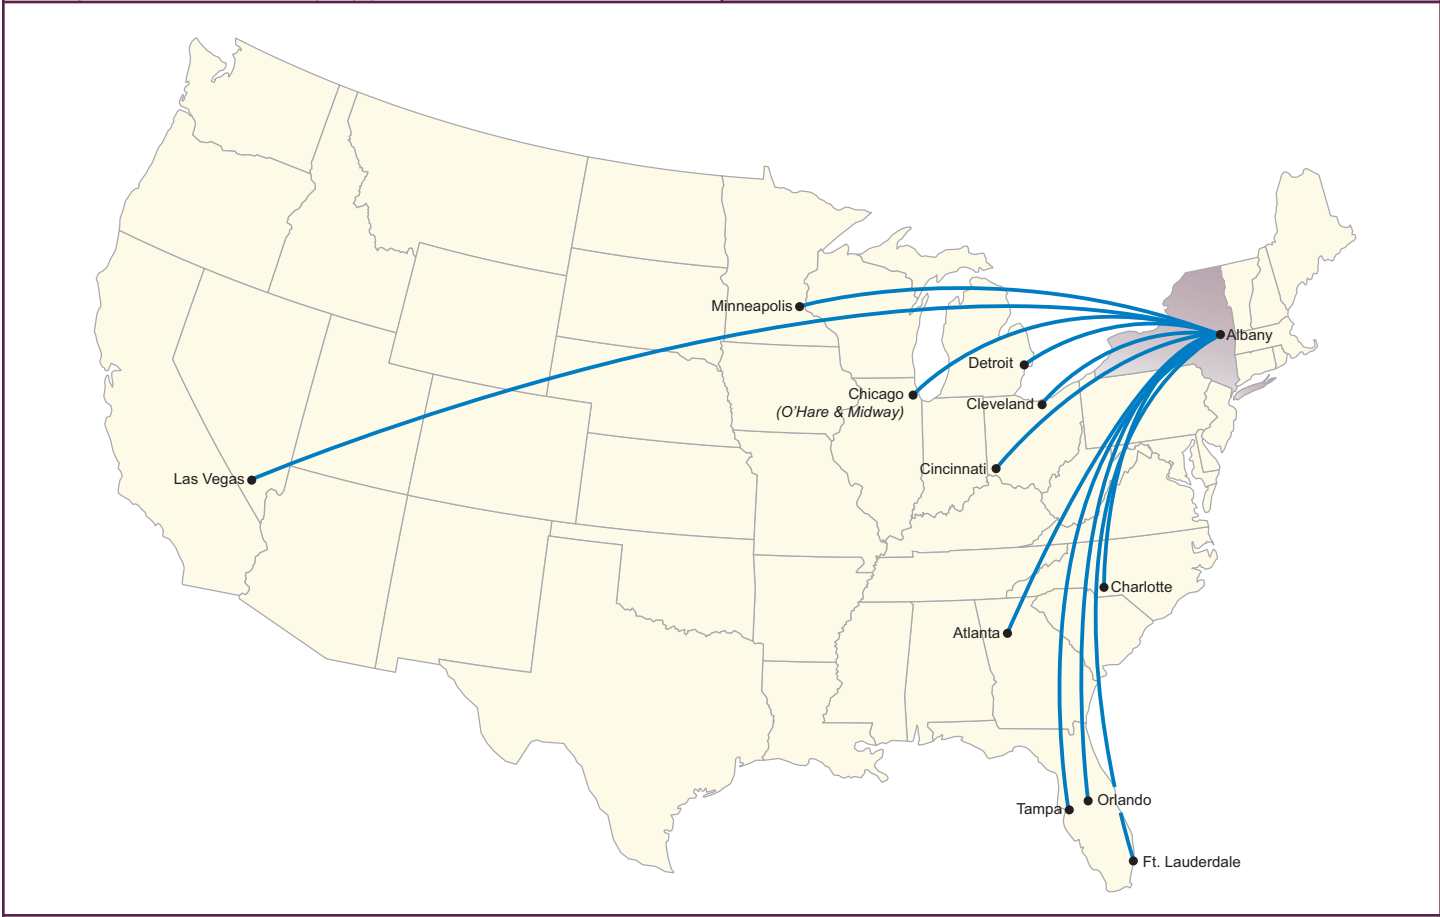 Minneapolis
Albany
Detroit
Chicago
(O'Hare & Midway)
Cleveland
Cincinnati
Las Vegas
Charlotte
Atlanta
Orlando
Tampa
Ft. Lauderdale